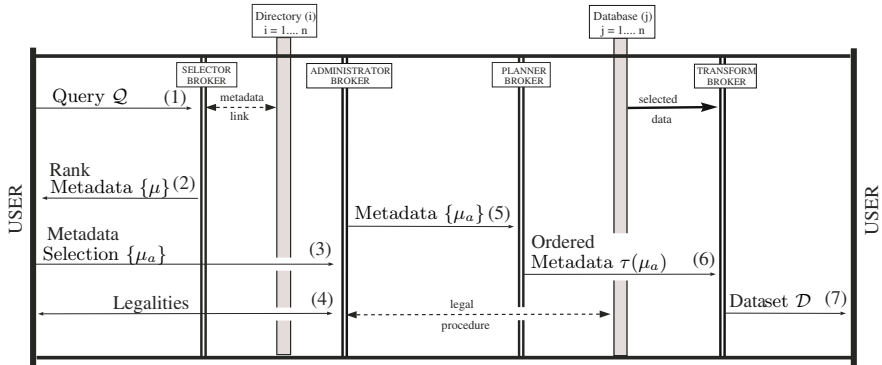 Directory (i)
i = 1.... n
Database (j)
j = 1.... n
SELECTOR
BROKER
ADMINISTRATOR
BROKER
PLANNER
BROKER
TRANSFORM
BROKER
Query 𝒬 (1)
metadata
link
selected
data
Rank
Metadata {μ} (2)
USER
USER
Metadata {μₐ} (5)
Metadata
Selection {μₐ} (3)
Ordered
Metadata τ(μₐ) (6)
Legalities (4)
legal
procedure
Dataset 𝒟 (7)